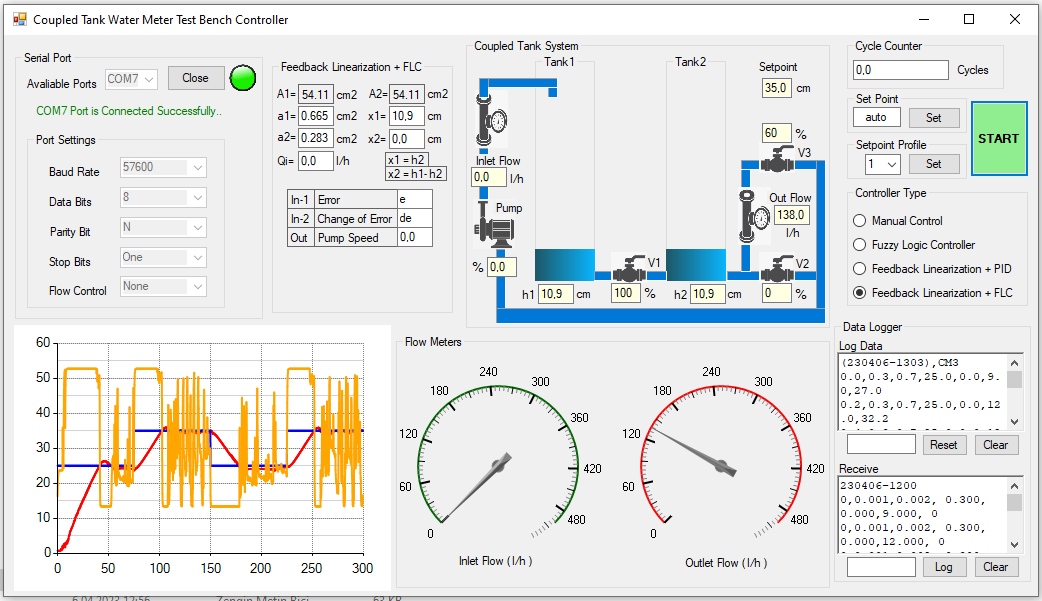 Coupled Tank Water Meter Test Bench Controller
Serial Port
Avaliable Ports COM7 Close
COM7 Port is Connected Successfully..
Port Settings
Baud Rate 57600
Data Bits 8
Parity Bit N
Stop Bits One
Flow Control None
Feedback Linearization + FLC
A1= 54.11 cm2 A2= 54.11 cm2
a1= 0.665 cm2 x1= 10,9 cm
a2= 0.283 cm2 x2= 0,0 cm
Qi= 0,0 l/h
x1 = h2
x2 = h1-h2
In-1 Error e
In-2 Change of Error de
Out Pump Speed 0,0
Coupled Tank System
Tank1
Tank2
Setpoint
35,0 cm
60 %
V3
Inlet Flow
0,0 l/h
Pump
% 0,0
Out Flow
138,0
l/h
V1
V2
h1 10,9 cm
100 %
h2 10,9 cm
0 %
Cycle Counter
0,0 Cycles
Set Point
auto Set
Setpoint Profile
1 Set
START
Controller Type
Manual Control
Fuzzy Logic Controller
Feedback Linearization + PID
Feedback Linearization + FLC
60
50
40
30
20
10
0
0 50 100 150 200 250 300
Flow Meters
0
60
120
180
240
300
360
420
480
Inlet Flow ( l/h )
0
60
120
180
240
300
360
420
480
Outlet Flow ( l/h )
Data Logger
Log Data
(230406-1303),CM3
0.0,0.3,0.7,25.0,0.0,9.
0,27.0
0.2,0.3,0.7,25.0,0.0,12
.0,32.2
Reset Clear
Receive
230406-1200
0,0.001,0.002, 0.300,
0.000,9.000, 0
0,0.001,0.002, 0.300,
0.000,12.000, 0
Log Clear